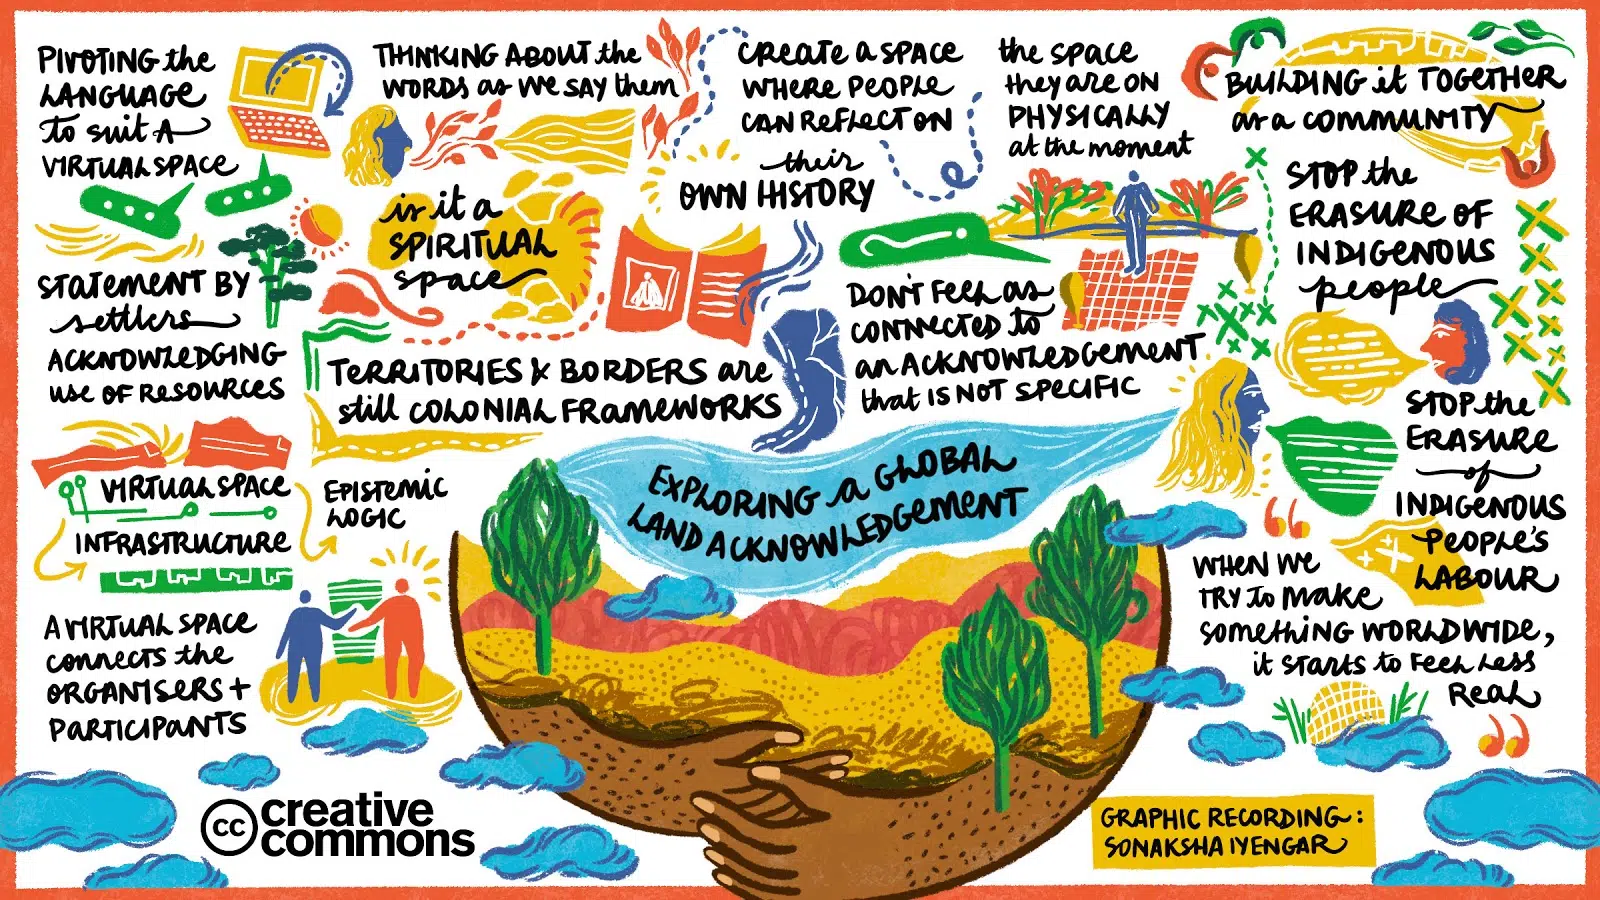 PIVOTING the
LANGUAGE
to suit A
VIRTUAL SPACE
THINKING ABOUT the
WORDS as WE SAY them
CREATE A SPACE
WHERE PEOPLE
CAN REFLECT ON
their
OWN HISTORY
the SPACE
they ARE ON
PHYSICALLY
at the moment
BUILDING it TOGETHER
as a COMMUNITY
is it a
SPIRITUAL
space
STATEMENT BY
settlers
ACKNOWLEDGING
use OF RESOURCES
TERRITORIES & BORDERS are
still COLONIAL FRAMEWORKS
DON'T FEEL as
CONNECTED to
an ACKNOWLEDGEMENT
that IS NOT SPECIFIC
STOP the
ERASURE OF
INDIGENOUS
people
STOP the
ERASURE
of
INDIGENOUS
PEOPLE'S
LABOUR
VIRTUAL SPACE
INFRASTRUCTURE
EPISTEMIC
LOGIC
A VIRTUAL SPACE
connects the
ORGANISERS +
PARTICIPANTS
EXPLORING a GLOBAL
LAND ACKNOWLEDGEMENT
“
WHEN WE
TRY to make
something WORLDWIDE,
it starts to FEEL LESS
REAL
”
cc creative
commons
GRAPHIC RECORDING:
SONAKSHA IYENGAR